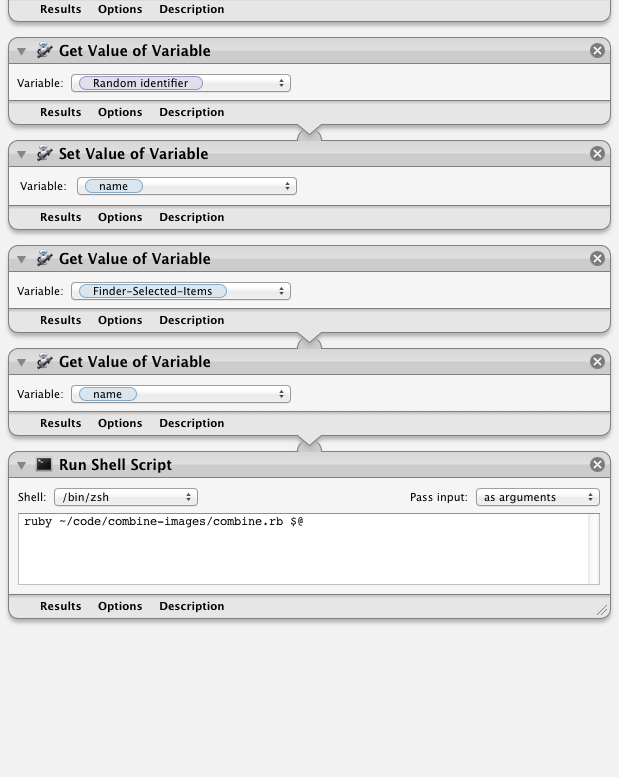 Results Options Description
Get Value of Variable
Variable: Random identifier
Results Options Description
Set Value of Variable
Variable: name
Results Options Description
Get Value of Variable
Variable: Finder-Selected-Items
Results Options Description
Get Value of Variable
Variable: name
Results Options Description
Run Shell Script
Shell: /bin/zsh Pass input: as arguments
ruby ~/code/combine-images/combine.rb $@
Results Options Description